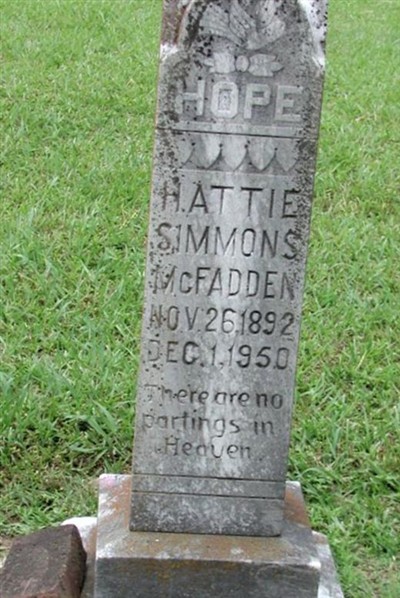 HOPE
HATTIE
SIMMONS
McFADDEN
NOV. 26, 1892
DEC. 1, 1950
There are no
partings in
Heaven.